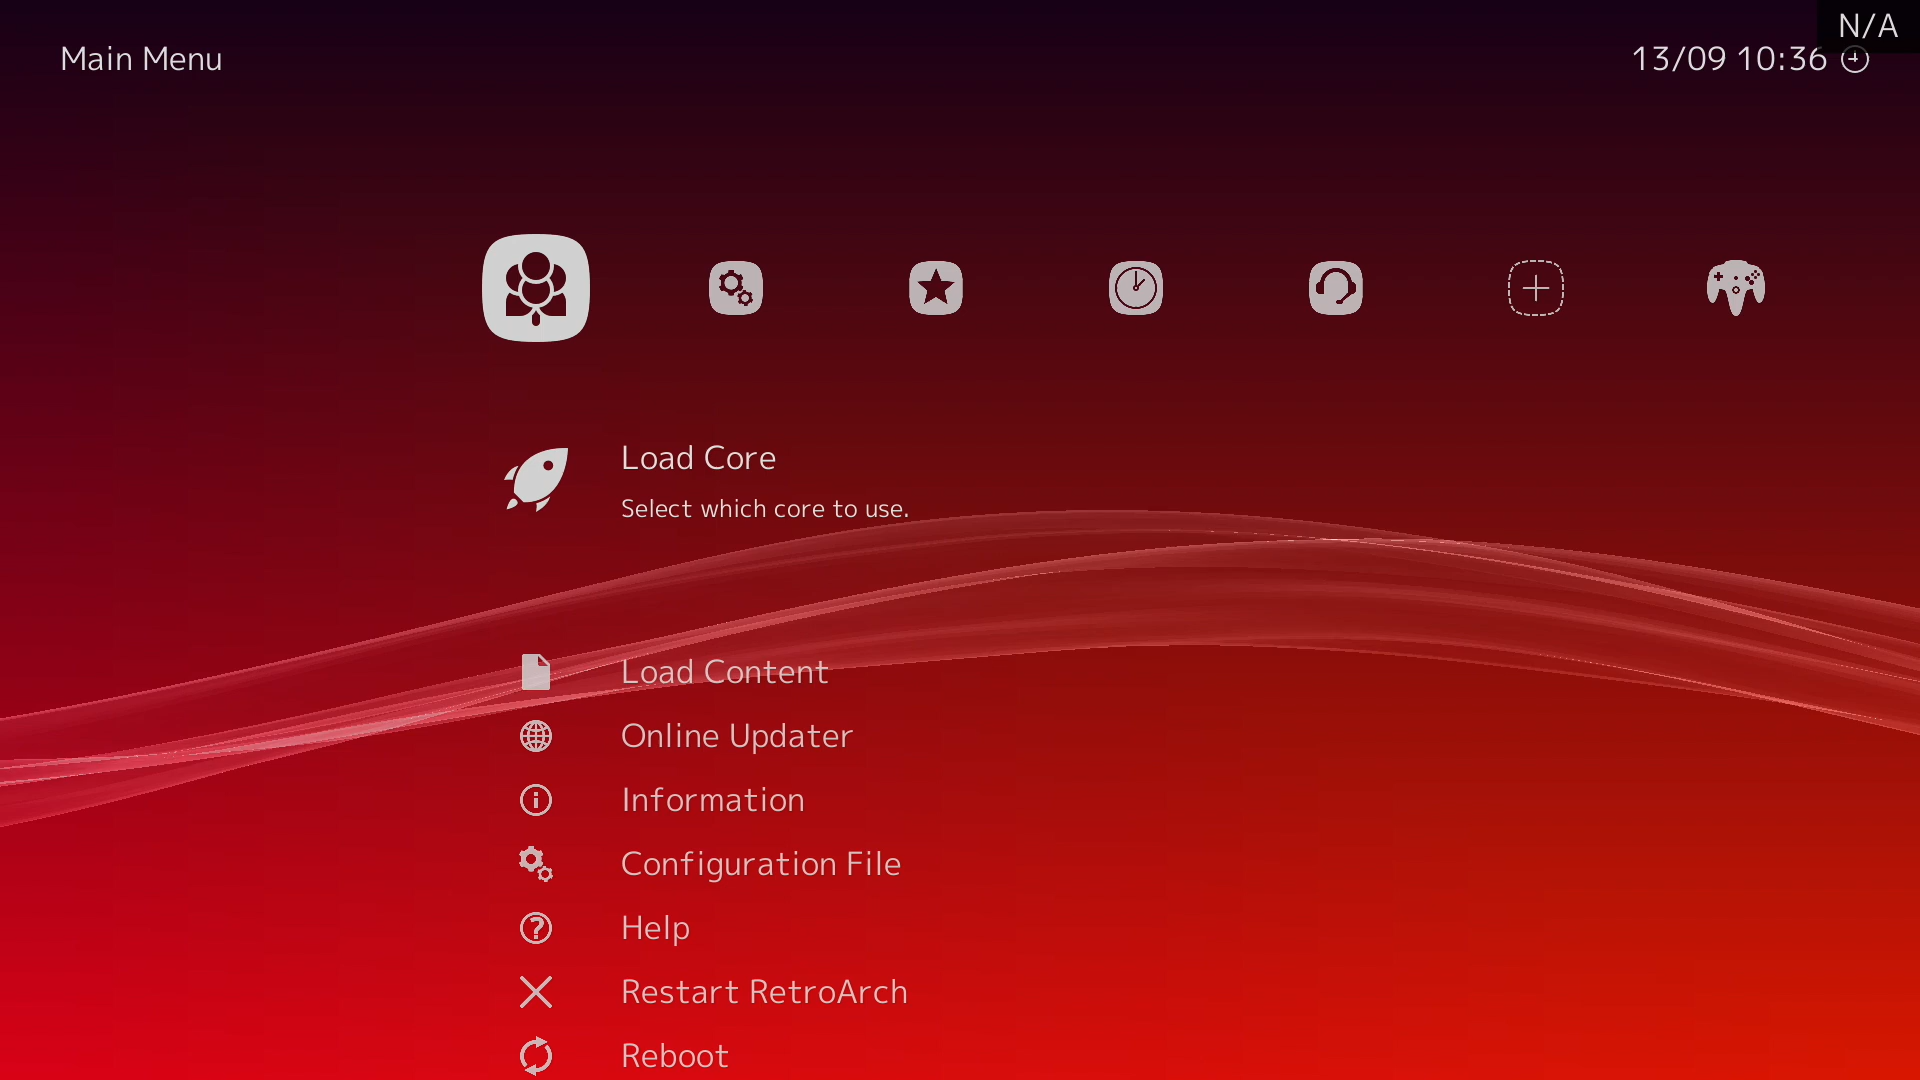 N/A
Main Menu
13/09 10:36
Load Core
Select which core to use.
Load Content
Online Updater
Information
Configuration File
Help
Restart RetroArch
Reboot